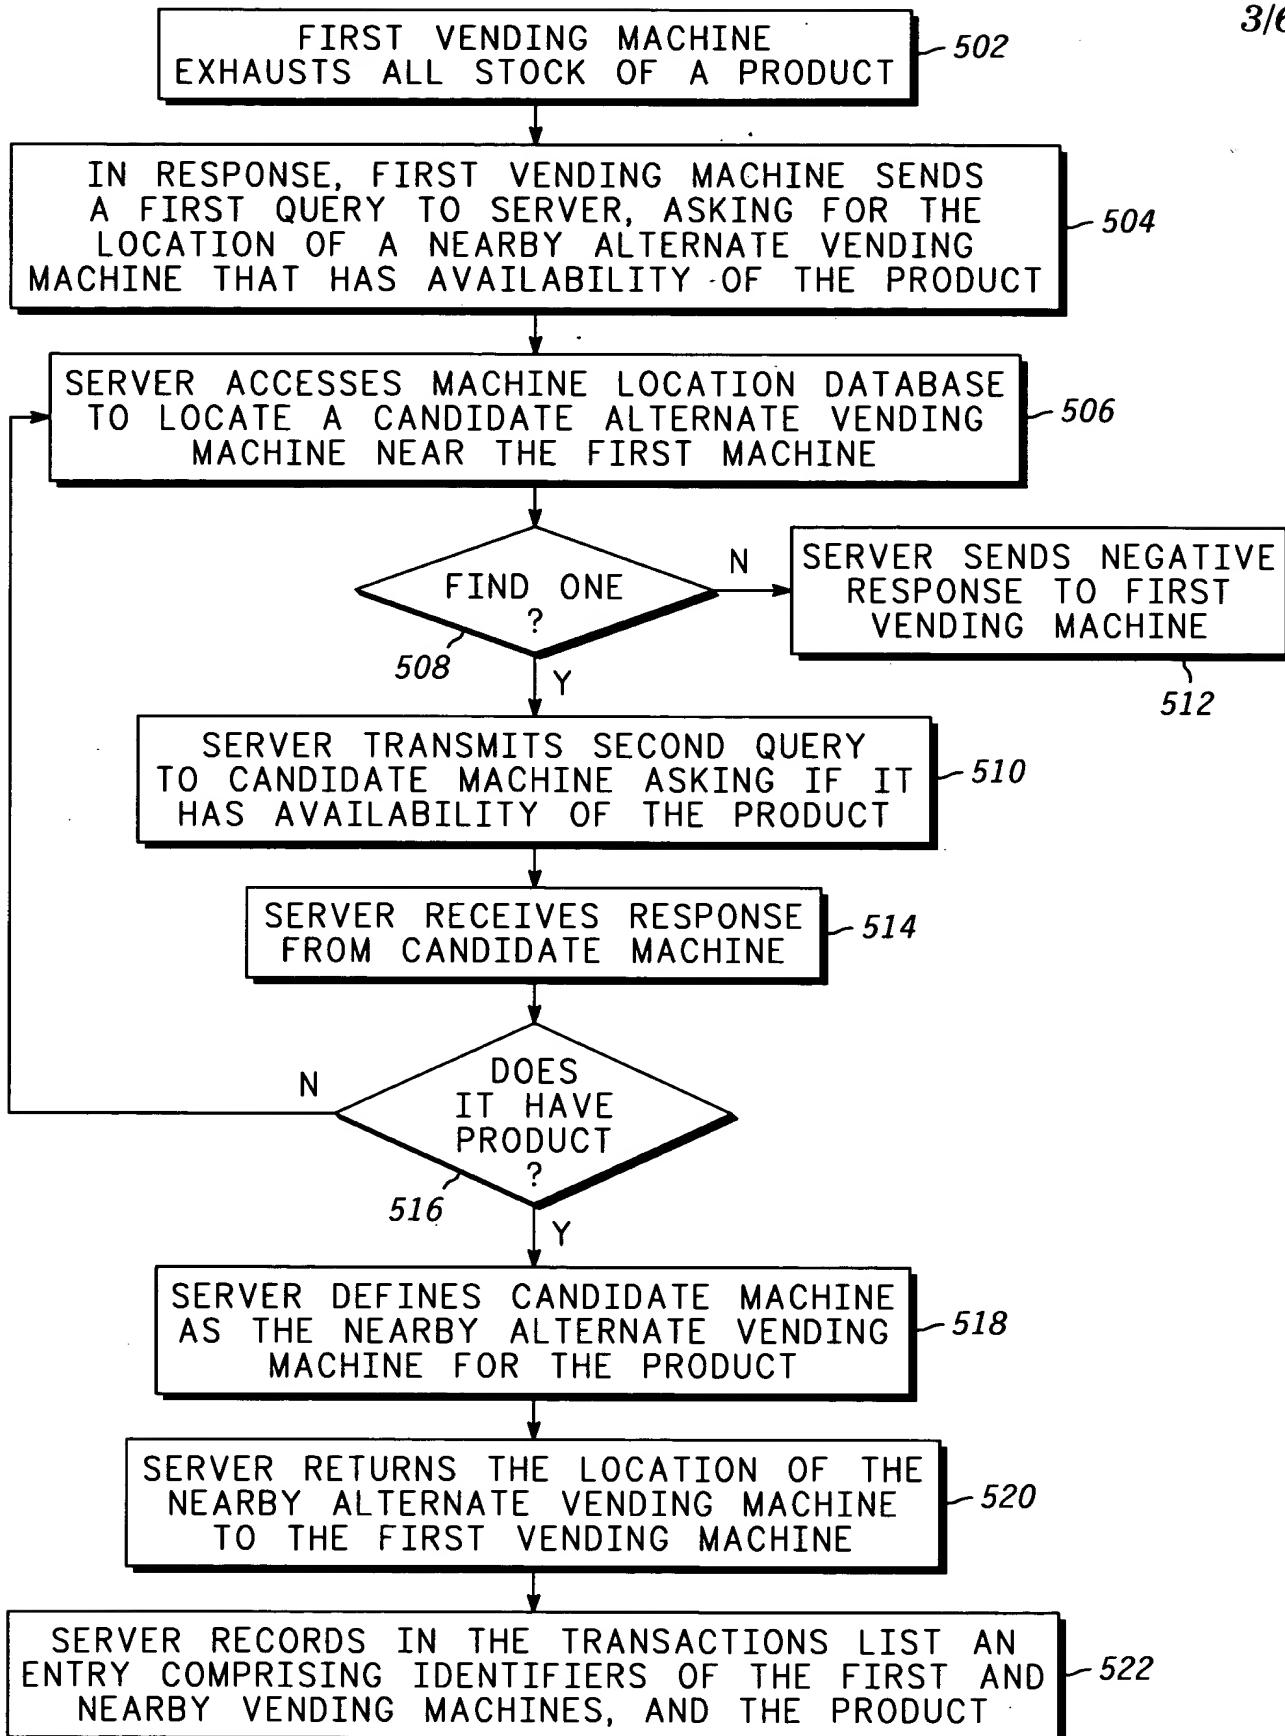 3/6
FIRST VENDING MACHINE
EXHAUSTS ALL STOCK OF A PRODUCT
502
IN RESPONSE, FIRST VENDING MACHINE SENDS
A FIRST QUERY TO SERVER, ASKING FOR THE
LOCATION OF A NEARBY ALTERNATE VENDING
MACHINE THAT HAS AVAILABILITY OF THE PRODUCT
504
SERVER ACCESSES MACHINE LOCATION DATABASE
TO LOCATE A CANDIDATE ALTERNATE VENDING
MACHINE NEAR THE FIRST MACHINE
506
FIND ONE
?
508
N
SERVER SENDS NEGATIVE
RESPONSE TO FIRST
VENDING MACHINE
512
Y
SERVER TRANSMITS SECOND QUERY
TO CANDIDATE MACHINE ASKING IF IT
HAS AVAILABILITY OF THE PRODUCT
510
SERVER RECEIVES RESPONSE
FROM CANDIDATE MACHINE
514
N
DOES
IT HAVE
PRODUCT
?
516
Y
SERVER DEFINES CANDIDATE MACHINE
AS THE NEARBY ALTERNATE VENDING
MACHINE FOR THE PRODUCT
518
SERVER RETURNS THE LOCATION OF THE
NEARBY ALTERNATE VENDING MACHINE
TO THE FIRST VENDING MACHINE
520
SERVER RECORDS IN THE TRANSACTIONS LIST AN
ENTRY COMPRISING IDENTIFIERS OF THE FIRST AND
NEARBY VENDING MACHINES, AND THE PRODUCT
522